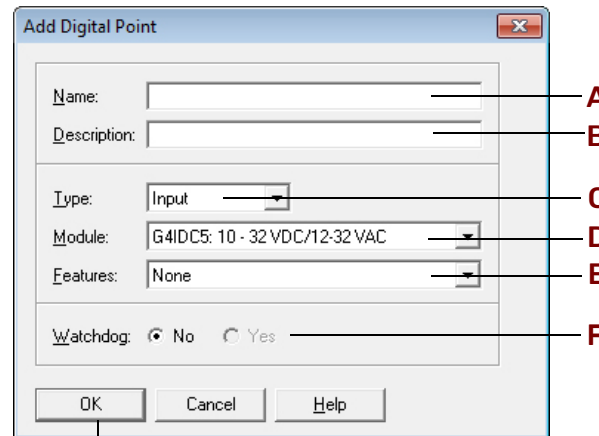 Add Digital Point
Name: A
Description: B
Type: Input C
Module: G4IDC5: 10 - 32 VDC/12-32 VAC D
Features: None E
Watchdog: No Yes F
OK Cancel Help